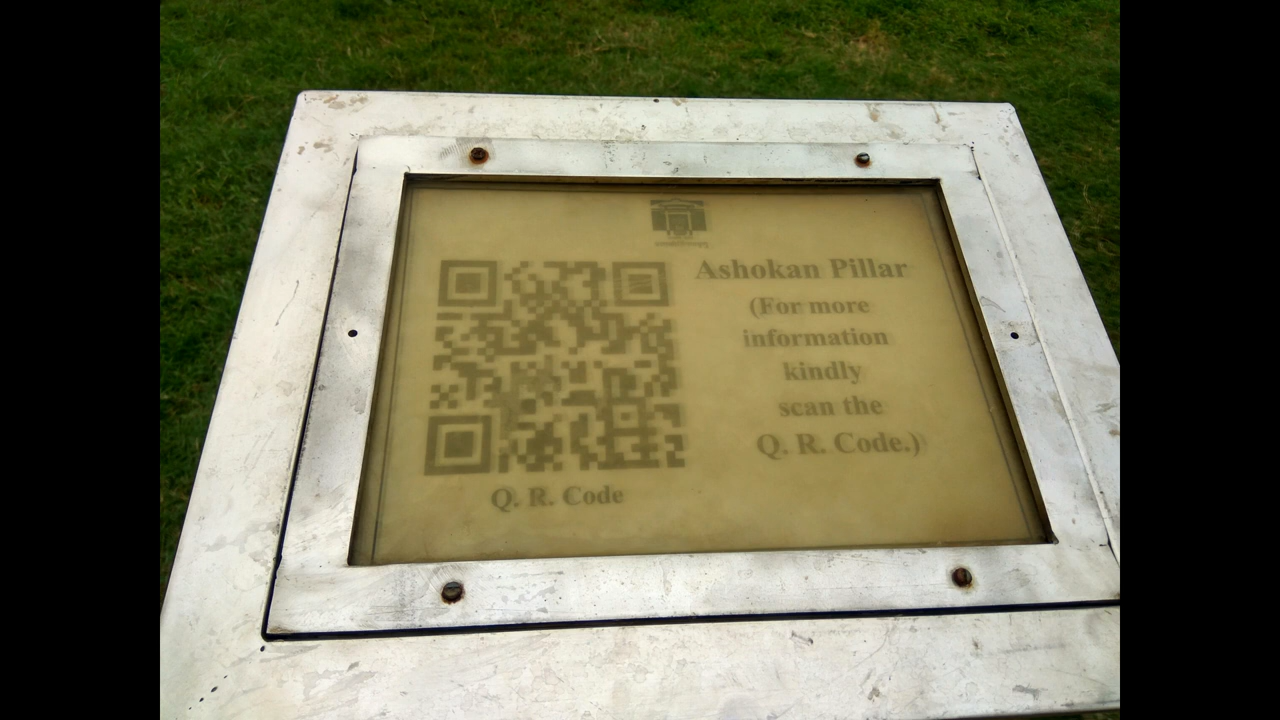 Ashokan Pillar
(For more
information
kindly
scan the
Q. R. Code.)
Q. R. Code